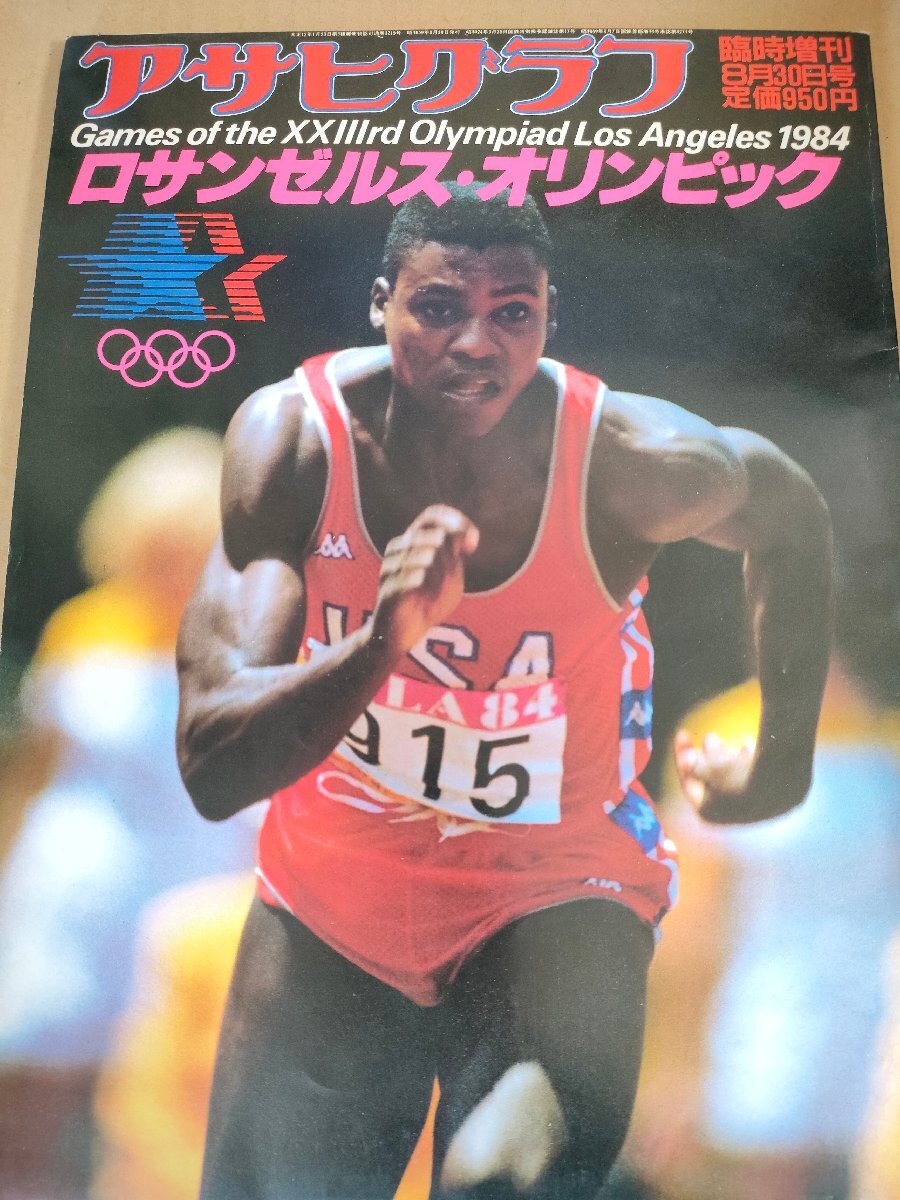 アサヒグラフ
臨時増刊
8月30日号
定価950円
Games of the XXIIIrd Olympiad Los Angeles 1984
ロサンゼルス・オリンピック
USA
LA84
915